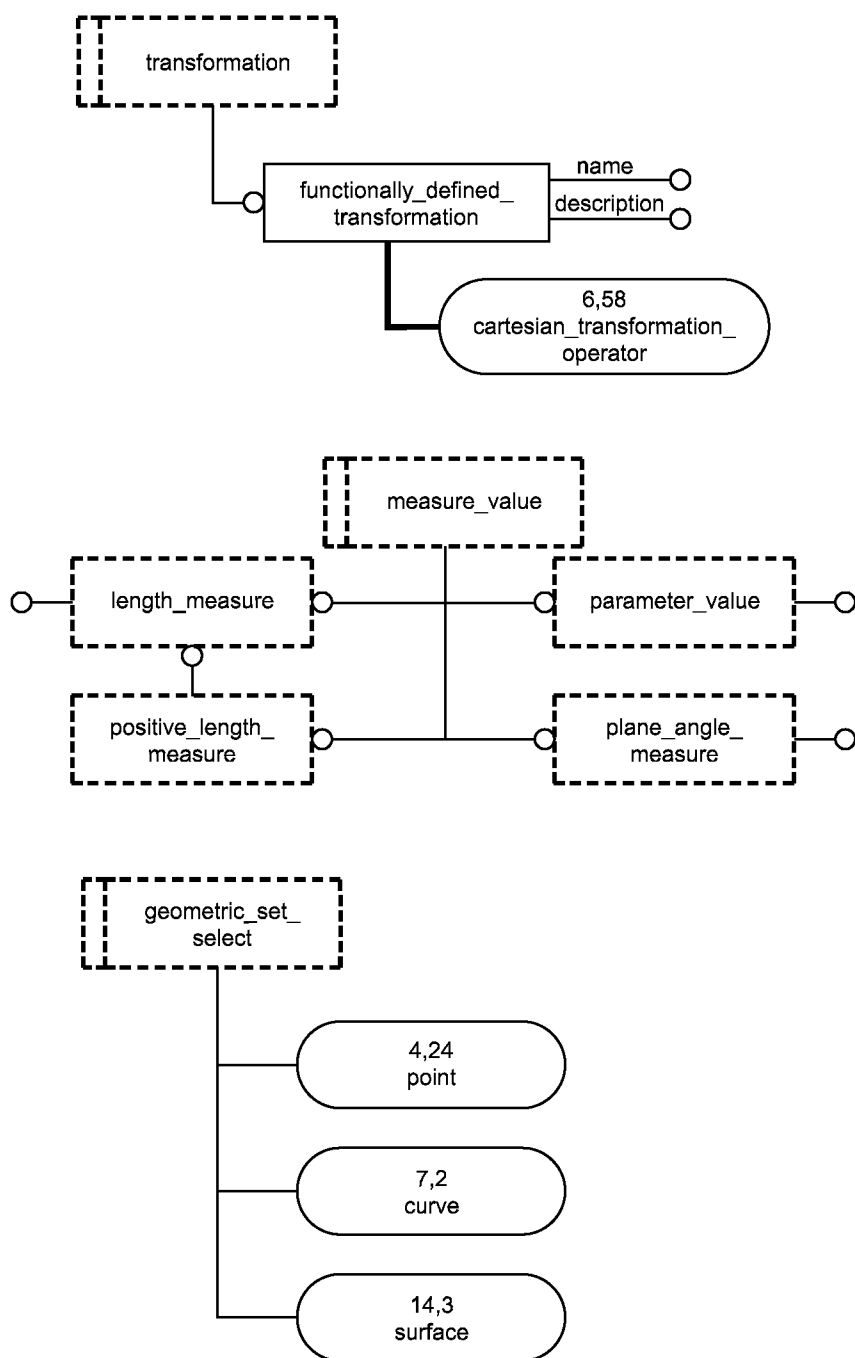 transformation
functionally_defined_
transformation
name
description
6,58
cartesian_transformation_
operator
measure_value
length_measure
parameter_value
positive_length_
measure
plane_angle_
measure
geometric_set_
select
4,24
point
7,2
curve
14,3
surface